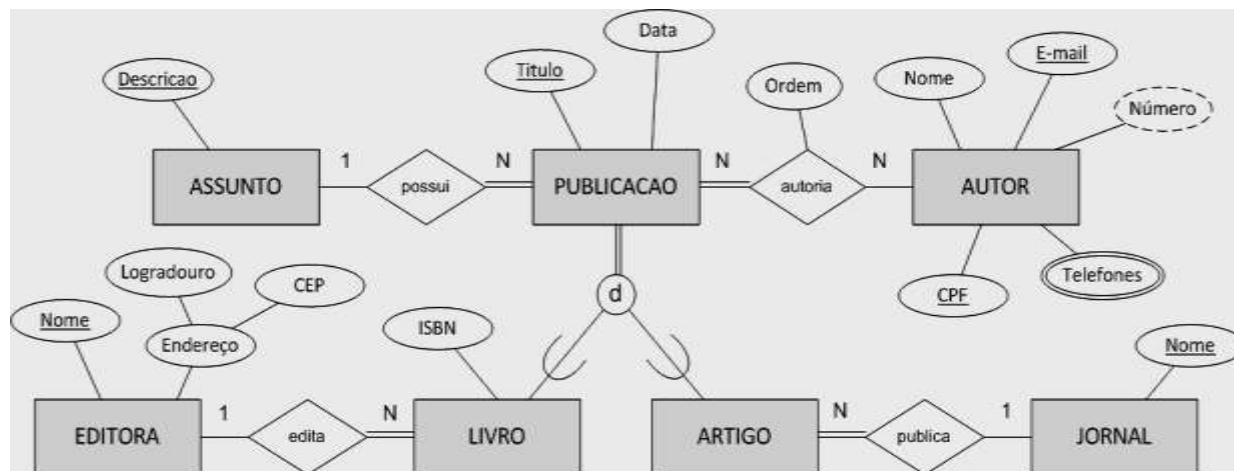 Data
Descricao
Titulo
Ordem
Nome
E-mail
Número
ASSUNTO
1
possui
N
PUBLICACAO
N
autoria
N
AUTOR
Logradouro
CEP
Nome
Endereço
ISBN
d
CPF
Telefones
Nome
EDITORA
1
edita
N
LIVRO
ARTIGO
N
publica
1
JORNAL